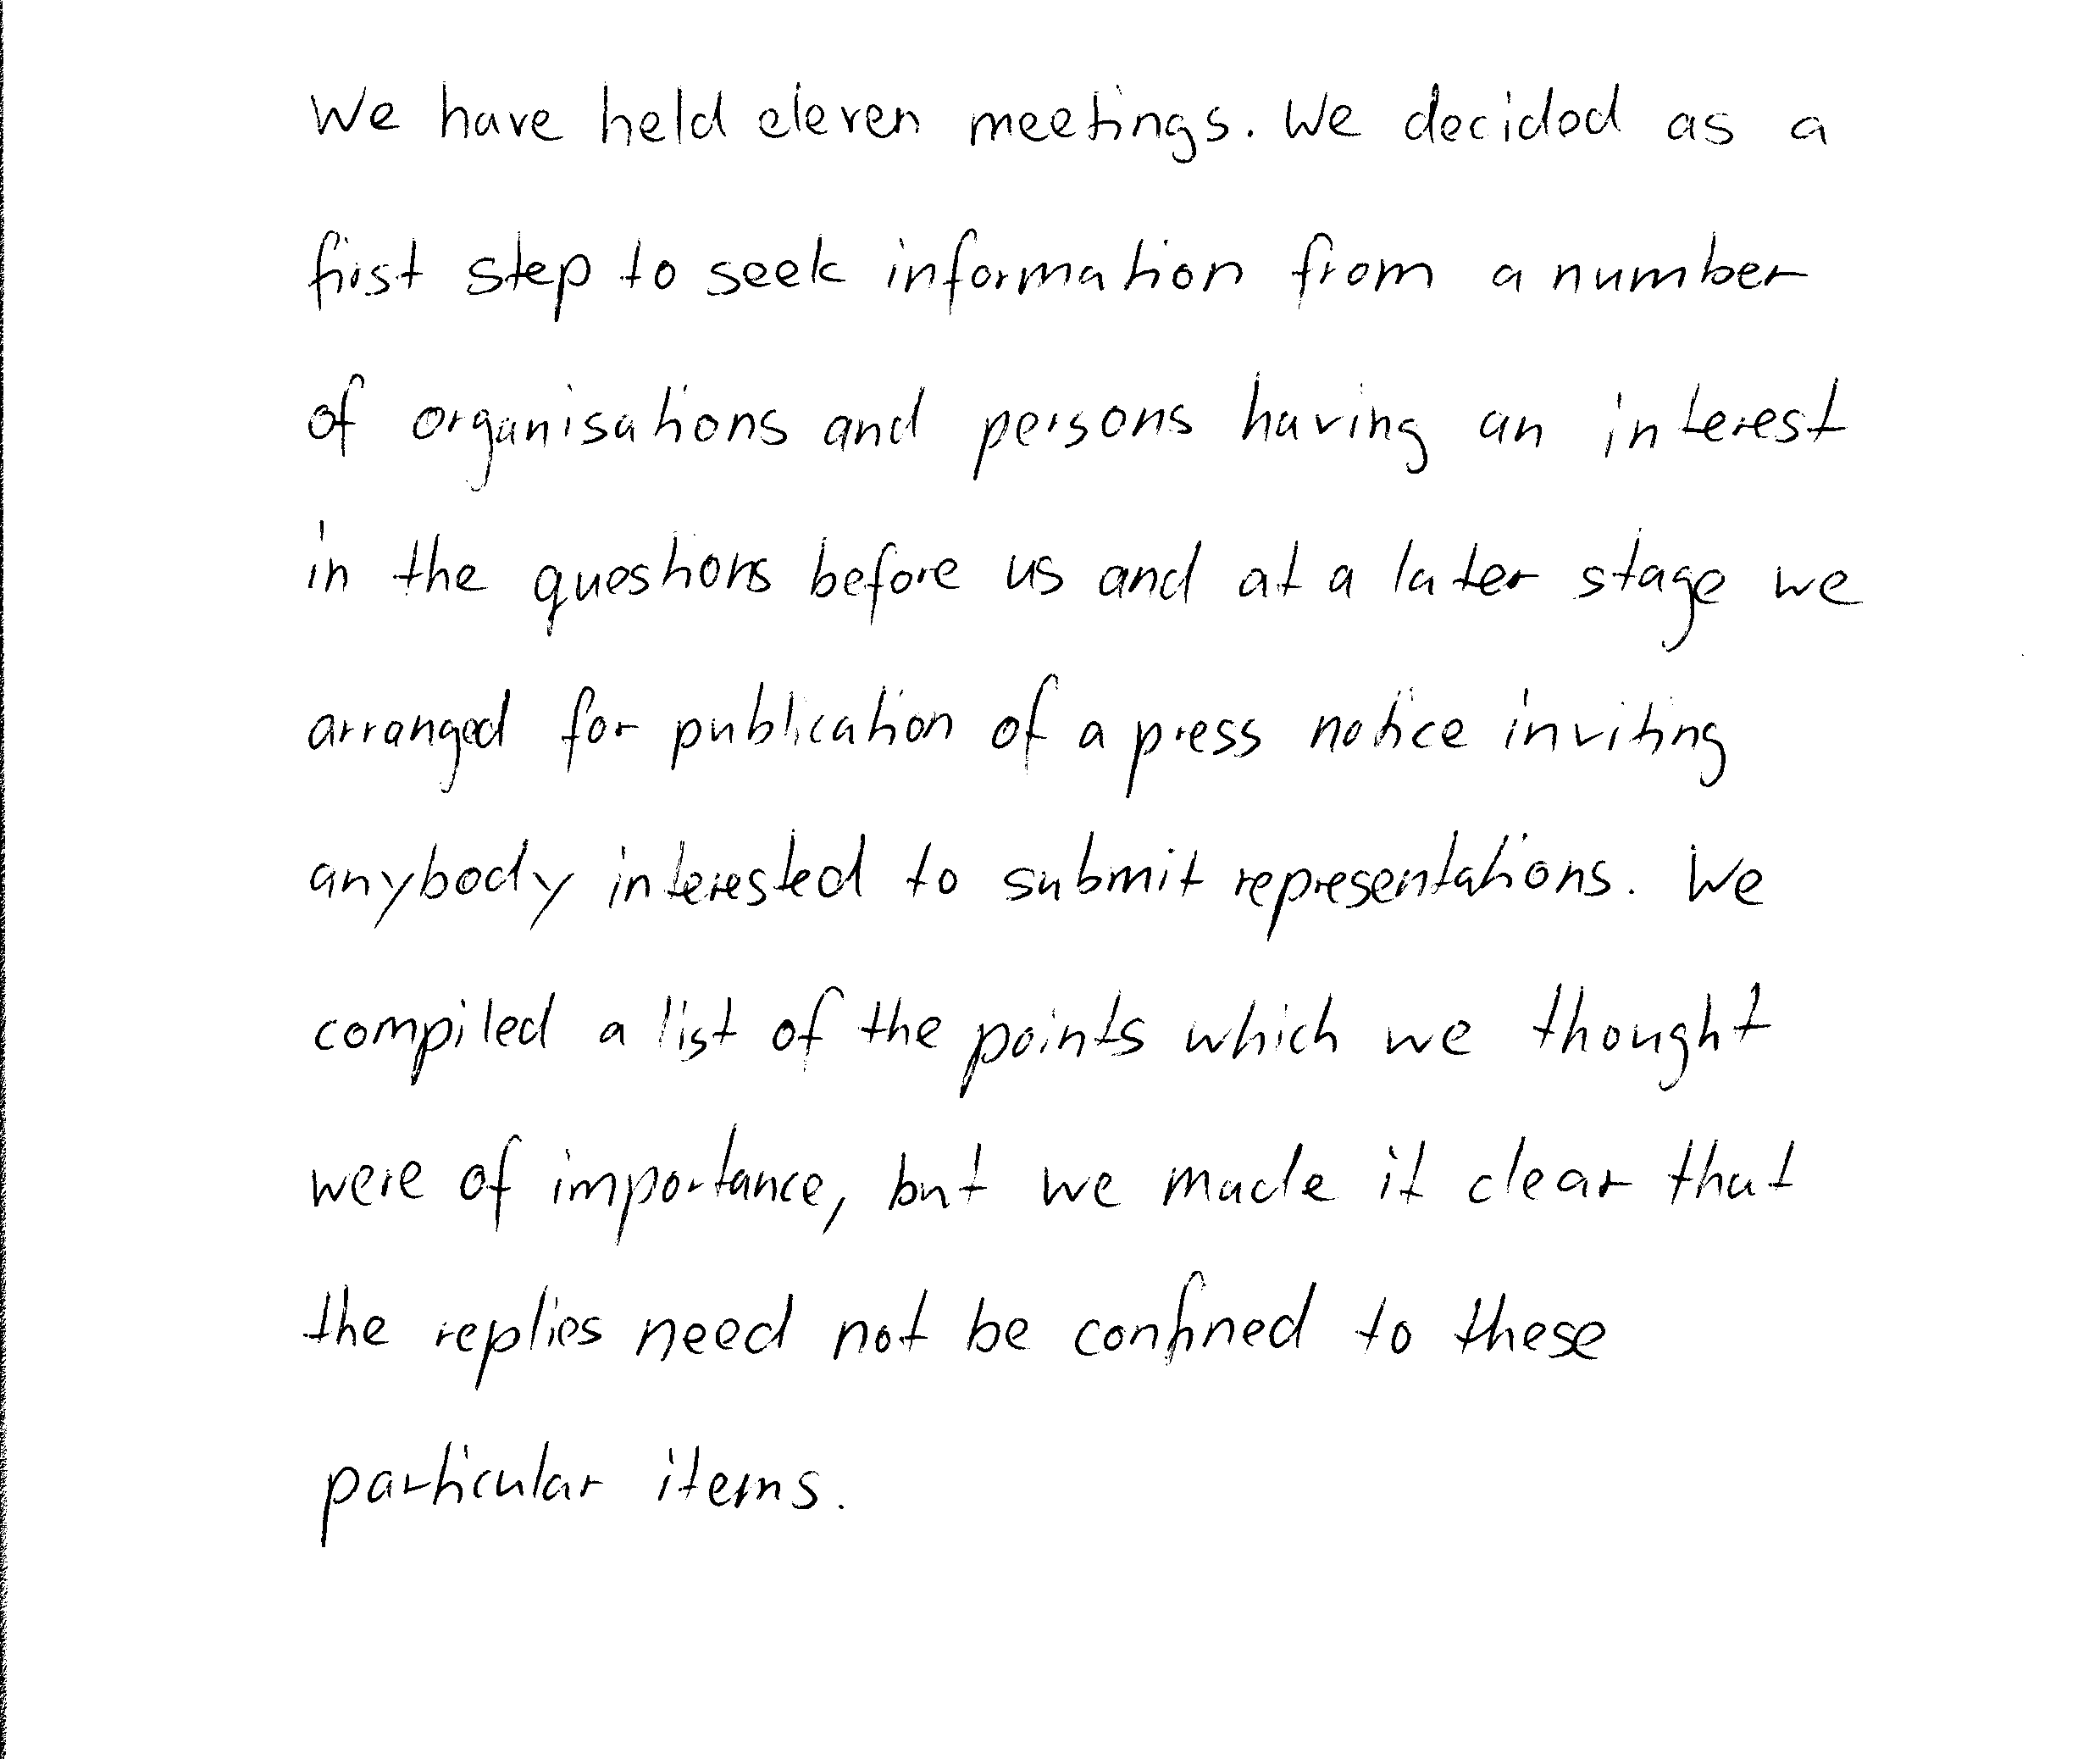 We have held eleven meetings. We decided as a
first step to seek information from a number
of organisations and persons having an interest
in the questions before us and at a later stage we
arranged for publication of a press notice inviting
anybody interested to submit representations. We
compiled a list of the points which we thought
were of importance, but we made it clear that
the replies need not be confined to these
particular items.